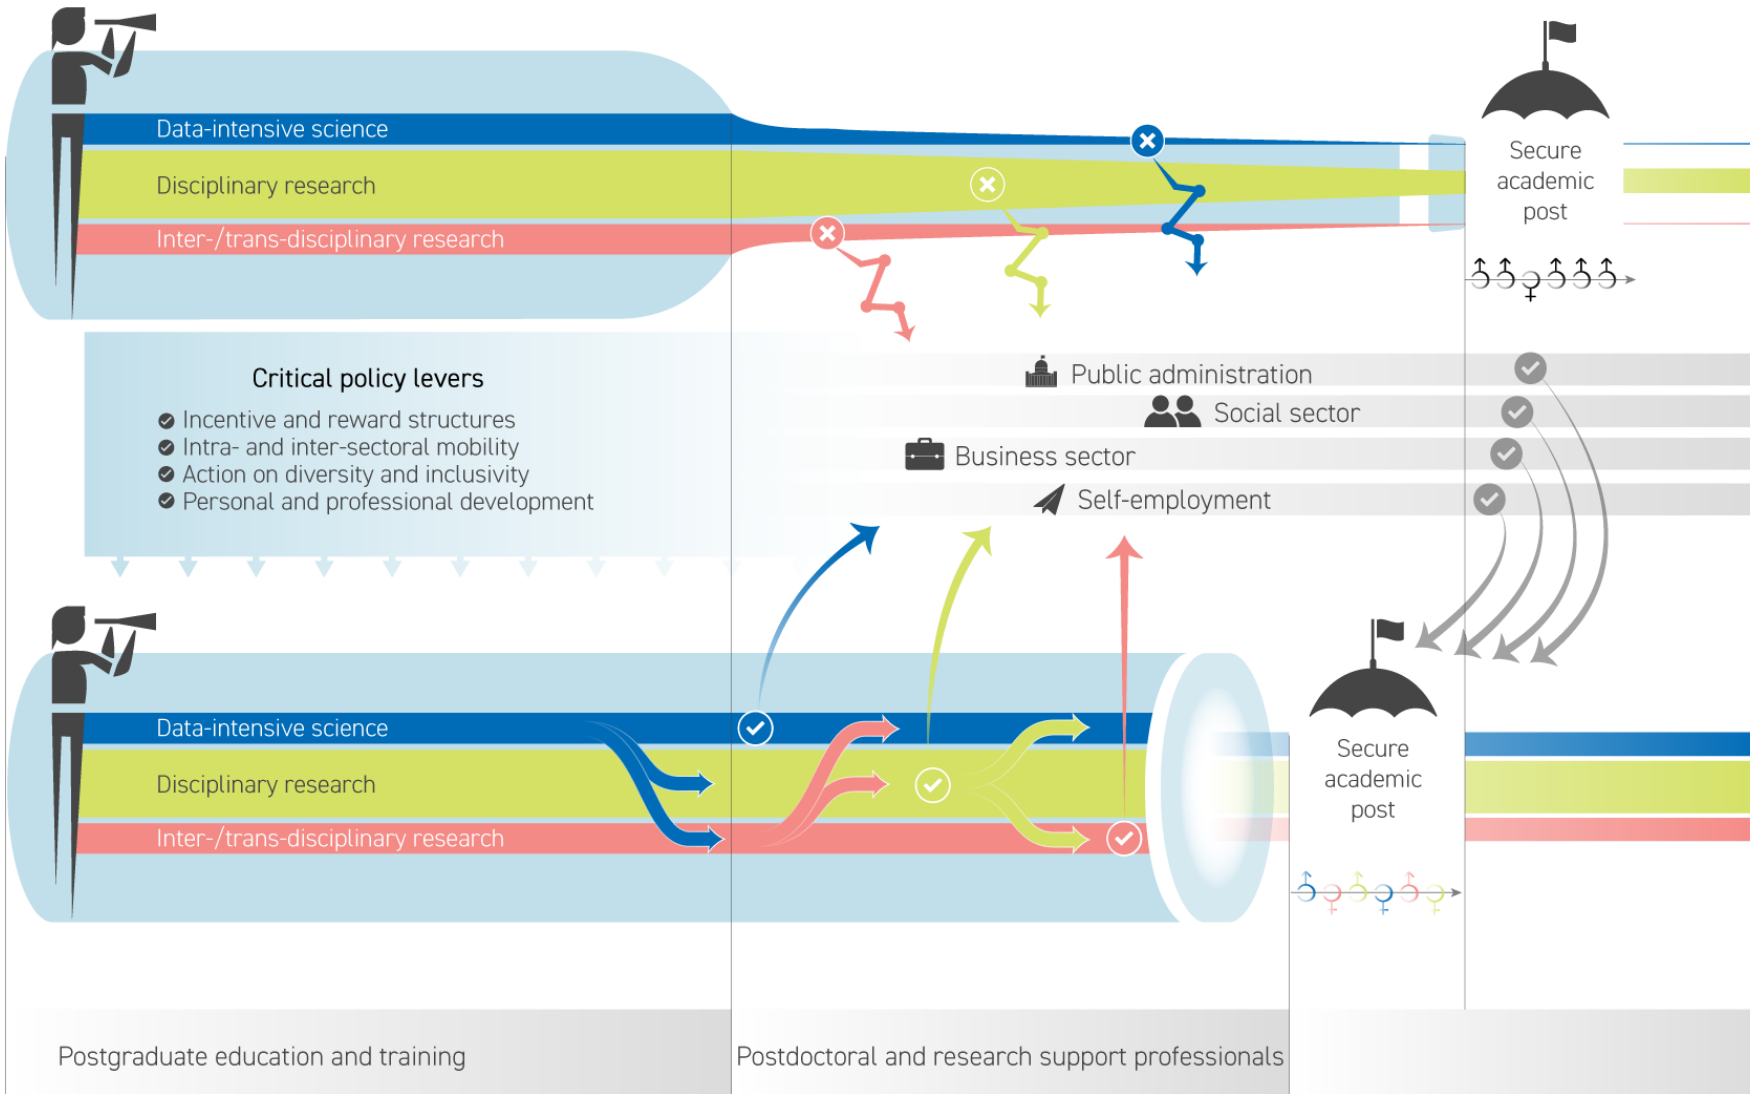 Data-intensive science
Disciplinary research
Inter-/trans-disciplinary research
Secure
academic
post
Critical policy levers
Incentive and reward structures
Intra- and inter-sectoral mobility
Action on diversity and inclusivity
Personal and professional development
Public administration
Social sector
Business sector
Self-employment
Data-intensive science
Disciplinary research
Inter-/trans-disciplinary research
Secure
academic
post
Postgraduate education and training
Postdoctoral and research support professionals